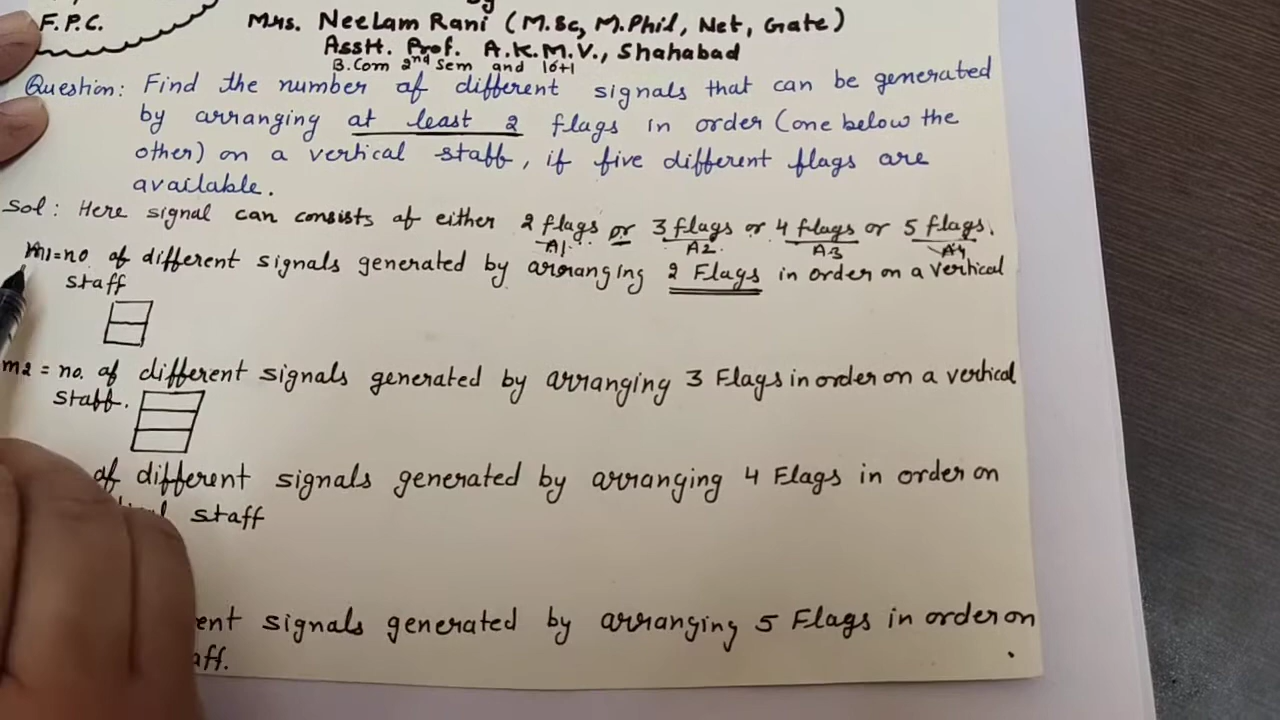 By
F.P.C.
Mrs. Neelam Rani (M.Sc, M.Phil, Net, Gate)
Asstt. Prof. A.K.M.V., Shahabad
B.Com 2nd Sem and 10+1
Question: Find the number of different signals that can be generated
by arranging at least 2 flags in order (one below the
other) on a vertical staff, if five different flags are
available.
Sol: Here signal can consists of either 2 flags or 3 flags or 4 flags or 5 flags.
A1 A2 A3 A4
m1=no of different signals generated by arranging 2 Flags in order on a vertical
staff
m2 = no. of different signals generated by arranging 3 Flags in order on a vertical
staff.
of different signals generated by arranging 4 Flags in order on
staff
ent signals generated by arranging 5 Flags in order on
aff.